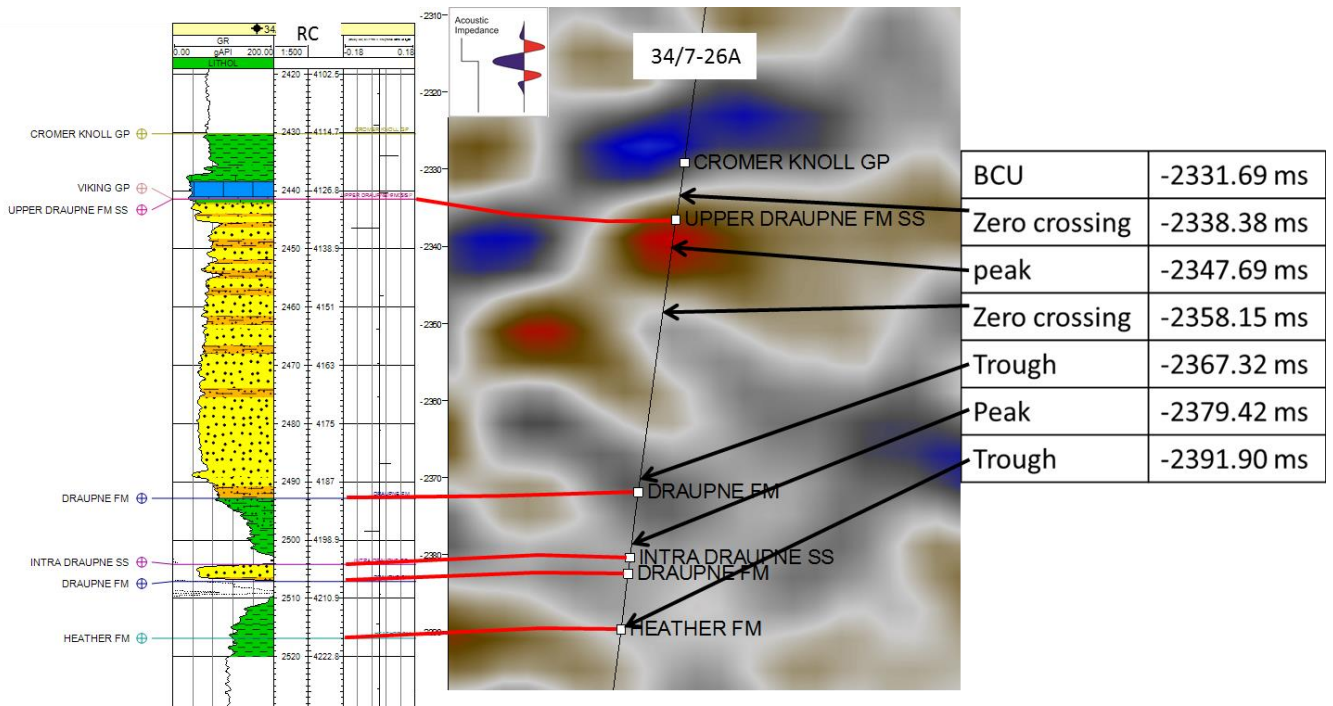 34
RC
GR
0.00 gAPI 200.00
1:500
-0.18 0.18
LITHOL
2420 4102.5
CROMER KNOLL GP
2430 4114.7
CROMER KNOLL GP
VIKING GP
2440 4126.8
UPPER DRAUPNE FM SS
2450 4138.9
2460 4151
2470 4163
2480 4175
2490 4187
DRAUPNE FM
DRAUPNE FM
2500 4198.9
INTRA DRAUPNE SS
DRAUPNE FM
2510 4210.9
HEATHER FM
2520 4222.8
-2310
Acoustic
Impedance
34/7-26A
-2320
CROMER KNOLL GP
-2330
UPPER DRAUPNE FM SS
-2340
-2350
-2360
-2370
DRAUPNE FM
-2380
INTRA DRAUPNE SS
DRAUPNE FM
HEATHER FM
BCU -2331.69 ms
Zero crossing -2338.38 ms
peak -2347.69 ms
Zero crossing -2358.15 ms
Trough -2367.32 ms
Peak -2379.42 ms
Trough -2391.90 ms